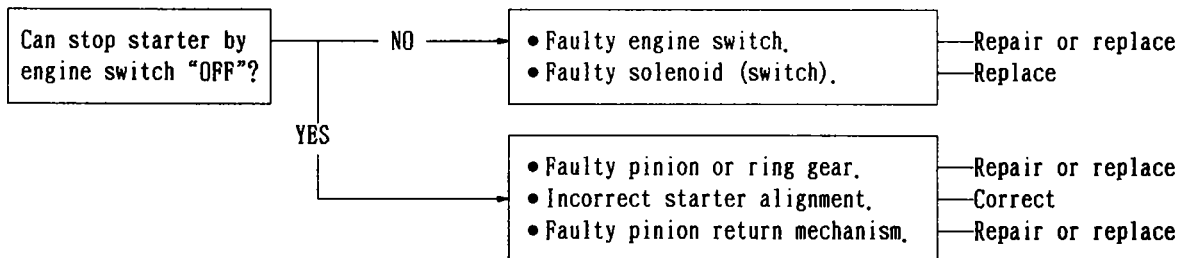 Can stop starter by
engine switch “OFF”?
NO
• Faulty engine switch.
Repair or replace
• Faulty solenoid (switch).
Replace
YES
• Faulty pinion or ring gear.
Repair or replace
• Incorrect starter alignment.
Correct
• Faulty pinion return mechanism.
Repair or replace